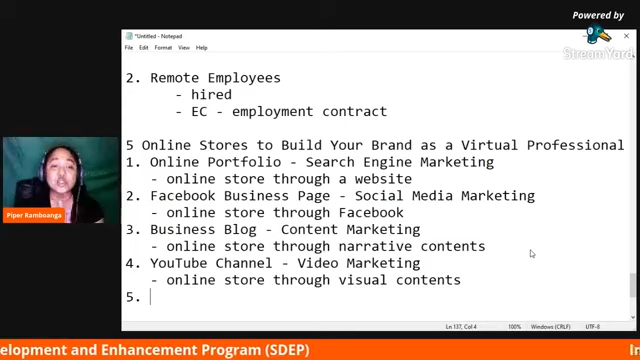 Powered by
StreamYard
*Untitled - Notepad
File Edit Format View Help
2. Remote Employees
- hired
- EC - employment contract
5 Online Stores to Build Your Brand as a Virtual Professional
1. Online Portfolio - Search Engine Marketing
- online store through a website
2. Facebook Business Page - Social Media Marketing
- online store through Facebook
3. Business Blog - Content Marketing
- online store through narrative contents
4. YouTube Channel - Video Marketing
- online store through visual contents
5.
Piper Ramboanga
Ln 137, Col 4 100% Windows (CRLF) UTF-8
elopment and Enhancement Program (SDEP)